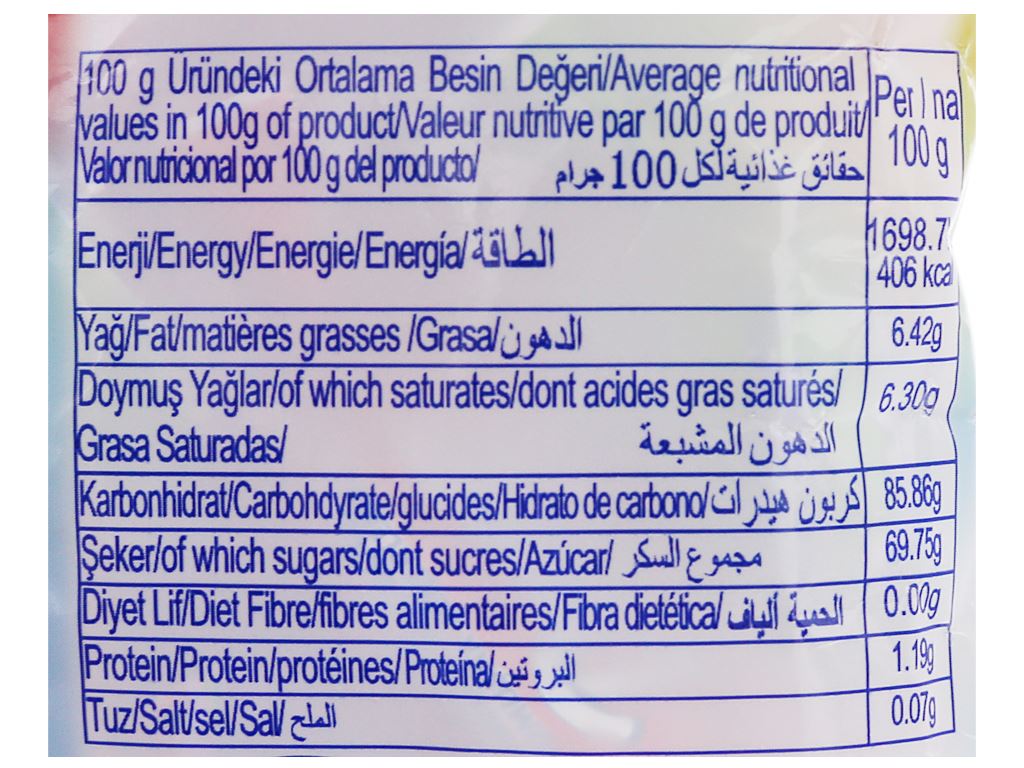 100 g Üründeki Ortalama Besin Değeri/Average nutritional
values in 100g of product/Valeur nutritive par 100 g de produit/
Valor nutricional por 100 g del producto/ حقائق غذائية لكل 100 جرام
Per / na
100 g
Enerji/Energy/Energie/ Energía/ الطاقة
1698.7
406 kcal
Yağ/Fat/matières grasses /Grasa/ الدهون
6.42g
Doymuş Yağlar/of which saturates/dont acides gras saturés/
Grasa Saturadas/ الدهون المشبعة
6.30g
Karbonhidrat/Carbohdyrate/glucides/Hidrato de carbono/ كربون هيدرات
85.86g
Şeker/of which sugars/dont sucres/Azúcar/ مجموع السكر
69.75g
Diyet Lif/Diet Fibre/fibres alimentaires/ Fibra dietética/ الحمية ألياف
0.00g
Protein/Protein/protéines/ Proteína/ البروتين
1.19g
Tuz/Salt/sel/Sal/ الملح
0.07g